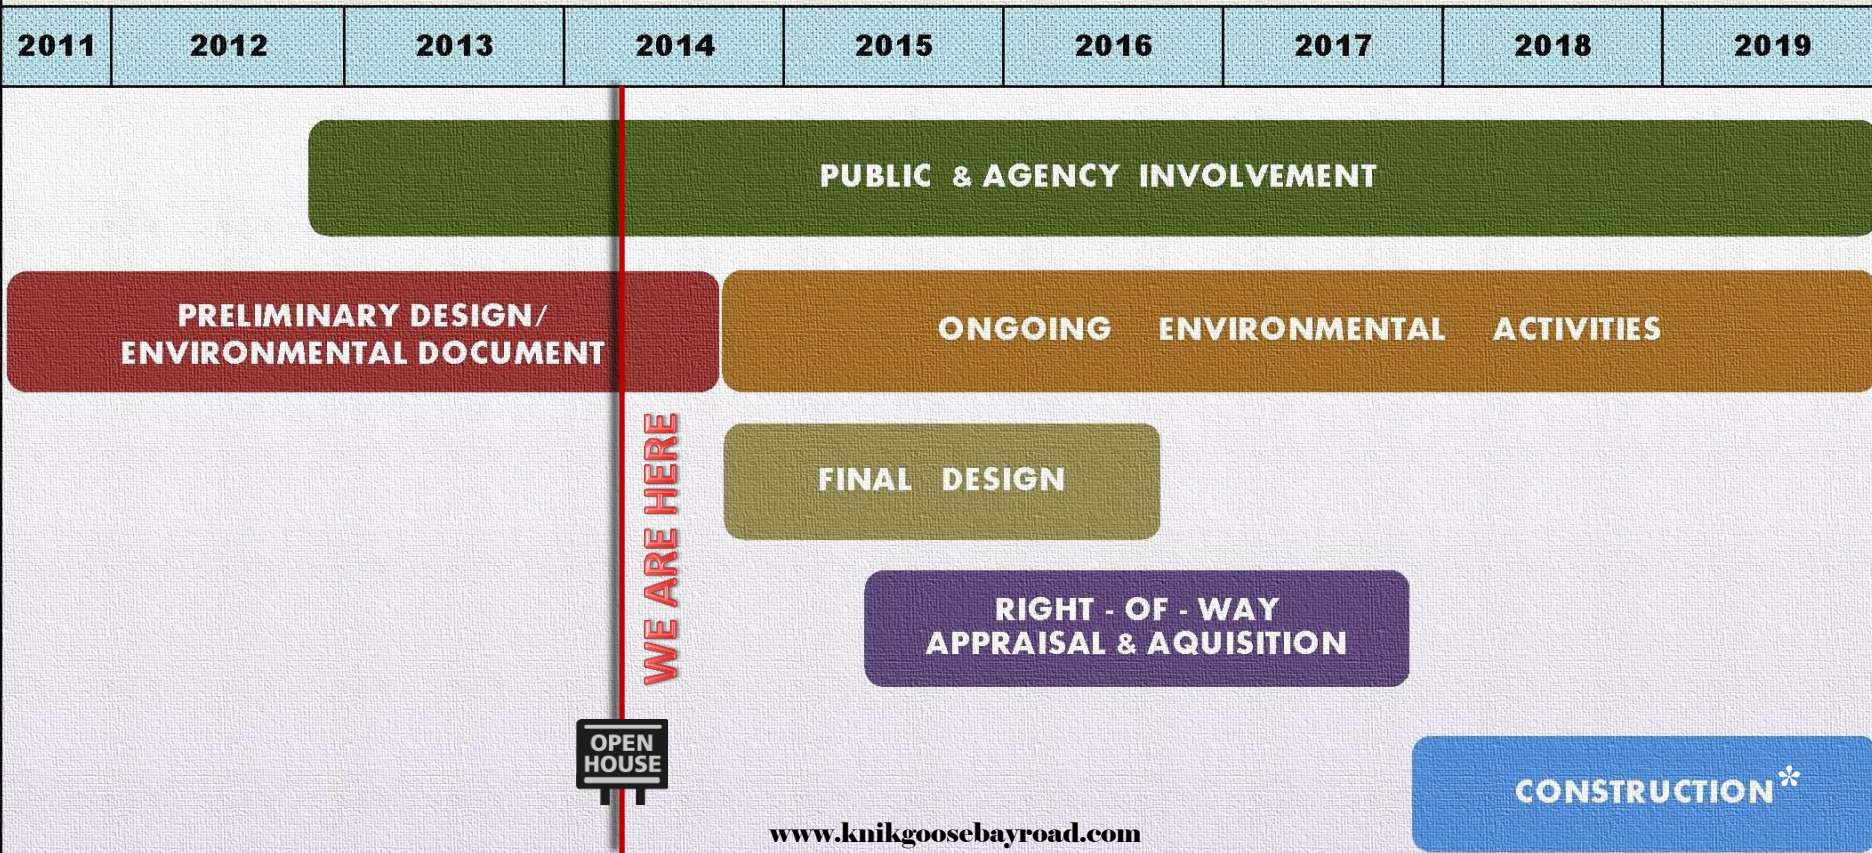 2011 2012 2013 2014 2015 2016 2017 2018 2019
PUBLIC & AGENCY INVOLVEMENT
PRELIMINARY DESIGN/
ENVIRONMENTAL DOCUMENT
ONGOING ENVIRONMENTAL ACTIVITIES
FINAL DESIGN
WE ARE HERE
RIGHT - OF - WAY
APPRAISAL & AQUISITION
OPEN
HOUSE
CONSTRUCTION*
www.knikgoosebayroad.com